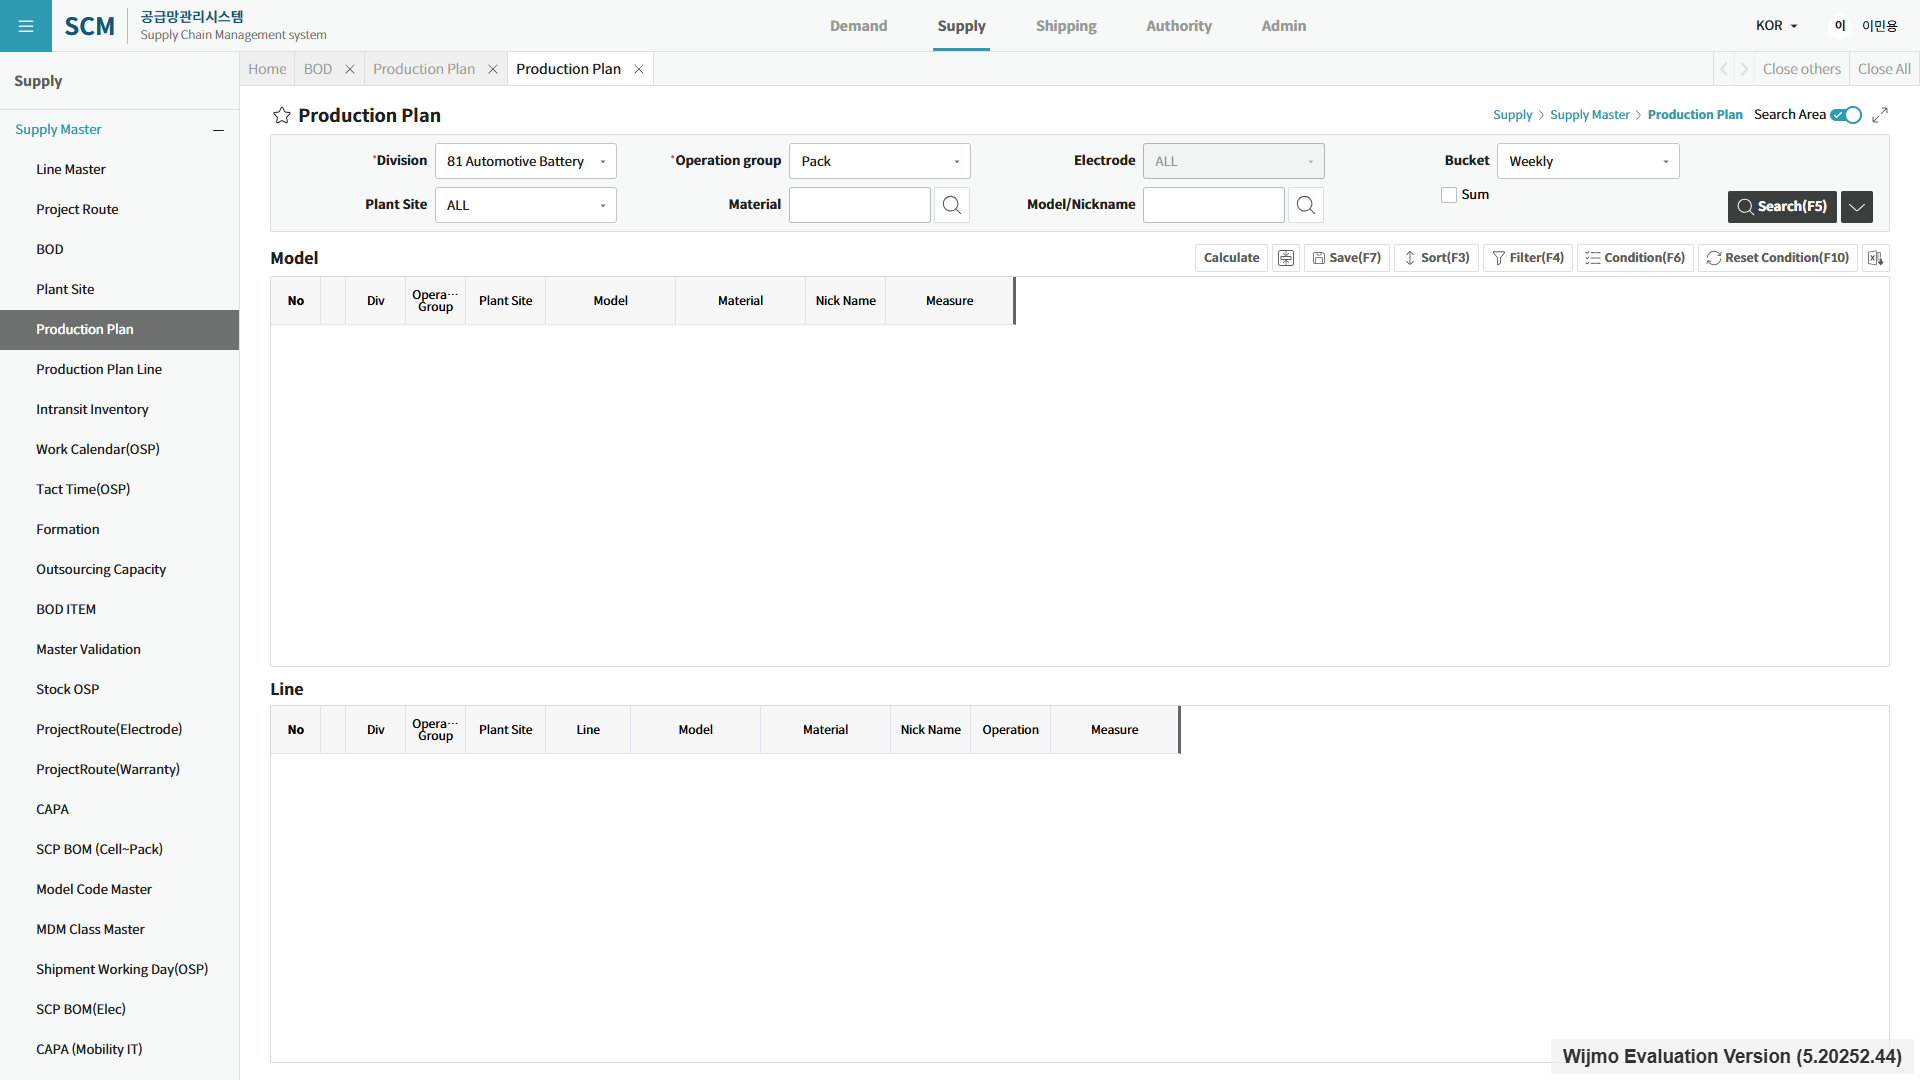 SCM
공급망관리시스템
Supply Chain Management system
Demand
Supply
Shipping
Authority
Admin
KOR
이
이민용
Supply
Home
BOD
Production Plan
Production Plan
Close others
Close All
Supply Master
Line Master
Project Route
BOD
Plant Site
Production Plan
Production Plan Line
Intransit Inventory
Work Calendar(OSP)
Tact Time(OSP)
Formation
Outsourcing Capacity
BOD ITEM
Master Validation
Stock OSP
ProjectRoute(Electrode)
ProjectRoute(Warranty)
CAPA
SCP BOM (Cell~Pack)
Model Code Master
MDM Class Master
Shipment Working Day(OSP)
SCP BOM(Elec)
CAPA (Mobility IT)
Production Plan
Supply > Supply Master > Production Plan
Search Area
*Division
81 Automotive Battery
*Operation group
Pack
Electrode
ALL
Bucket
Weekly
Plant Site
ALL
Material
Model/Nickname
Sum
Search(F5)
Model
Calculate
Save(F7)
Sort(F3)
Filter(F4)
Condition(F6)
Reset Condition(F10)
No
Div
Opera···
Group
Plant Site
Model
Material
Nick Name
Measure
Line
No
Div
Opera···
Group
Plant Site
Line
Model
Material
Nick Name
Operation
Measure
Wijmo Evaluation Version (5.20252.44)